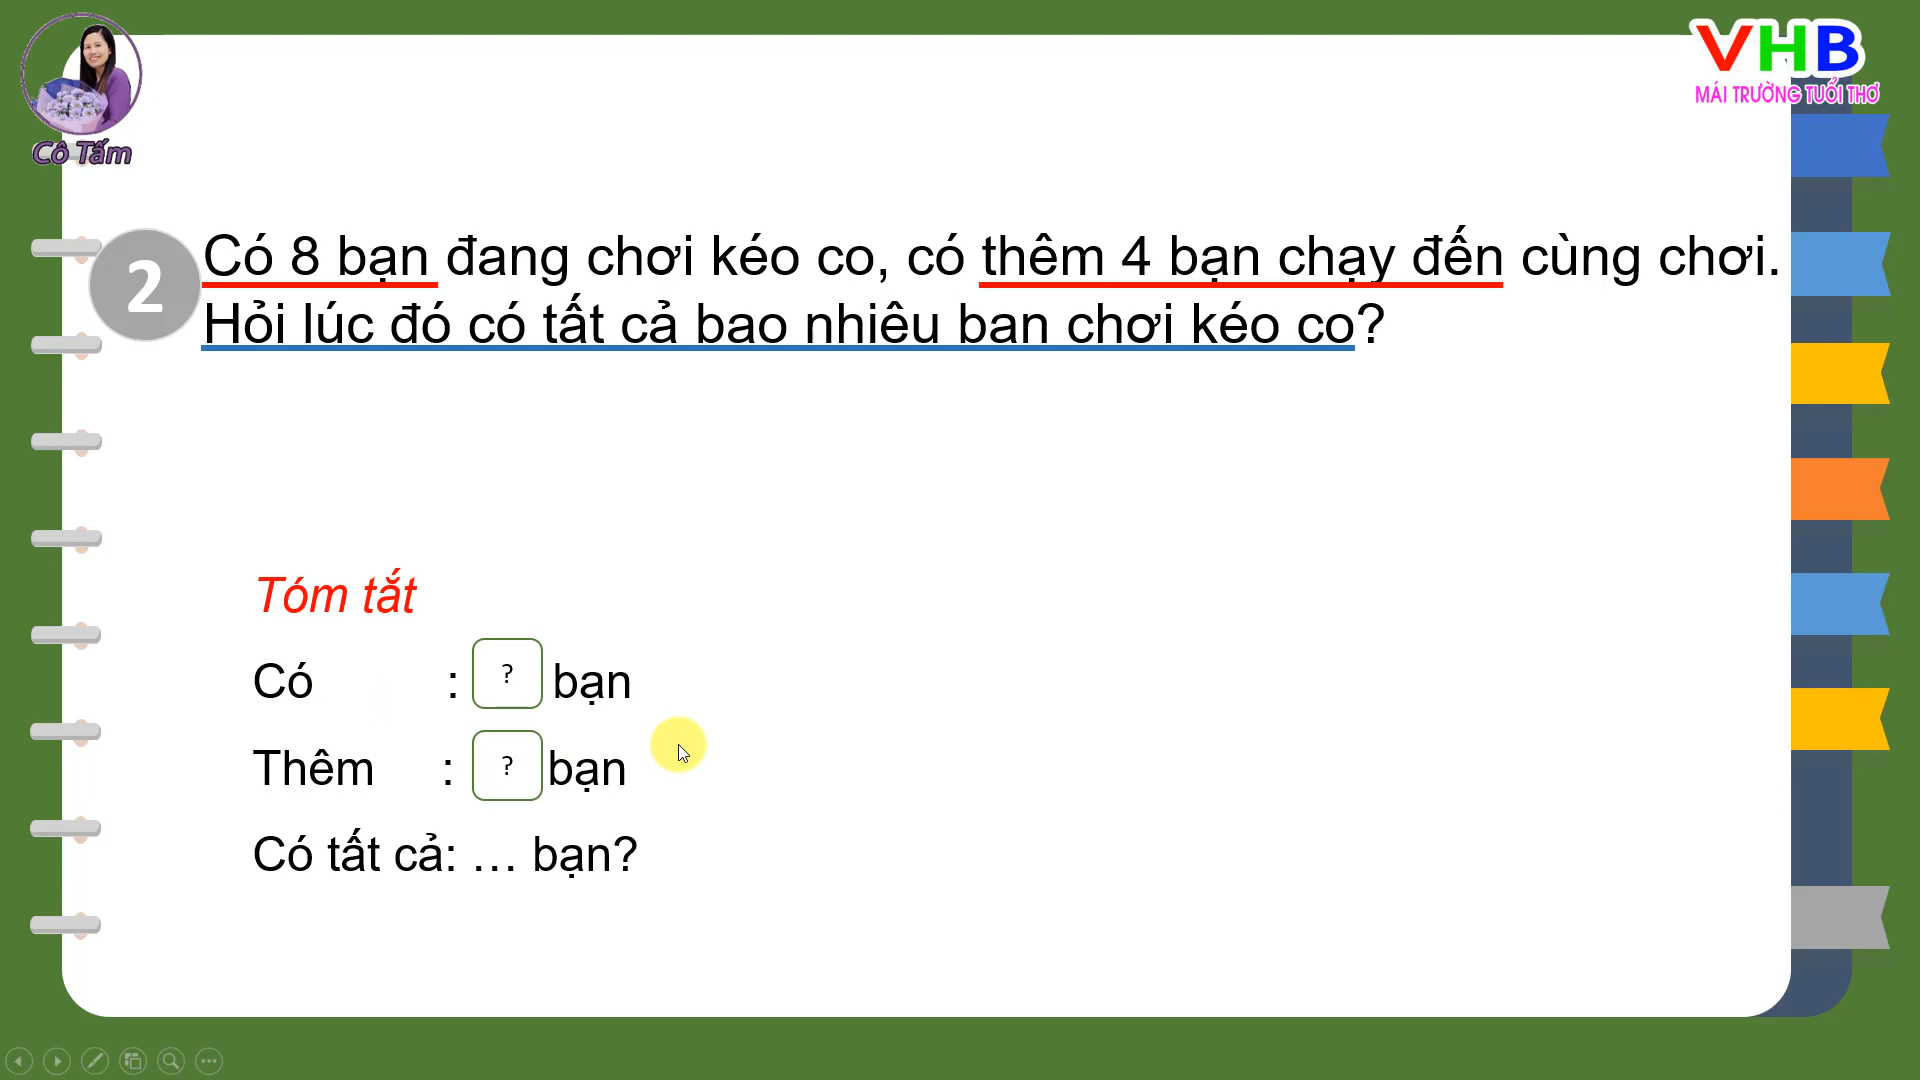 Cô Tấm
VHB
MÁI TRƯỜNG TUỔI THƠ
2
Có 8 bạn đang chơi kéo co, có thêm 4 bạn chạy đến cùng chơi.
Hỏi lúc đó có tất cả bao nhiêu bạn chơi kéo co?
Tóm tắt
Có : ? bạn
Thêm : ? bạn
Có tất cả: … bạn?